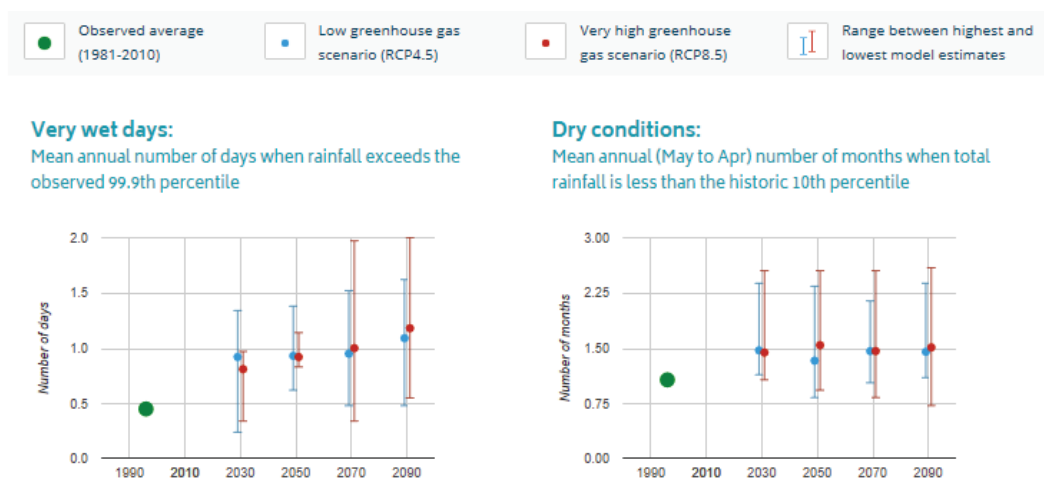 Observed average
(1981-2010)
Low greenhouse gas
scenario (RCP4.5)
Very high greenhouse
gas scenario (RCP8.5)
Range between highest and
lowest model estimates
Very wet days:
Mean annual number of days when rainfall exceeds the
observed 99.9th percentile
2.0
1.5
1.0
0.5
0.0
Number of days
1990 2010 2030 2050 2070 2090
Dry conditions:
Mean annual (May to Apr) number of months when total
rainfall is less than the historic 10th percentile
3.00
2.25
1.50
0.75
0.00
Number of months
1990 2010 2030 2050 2070 2090